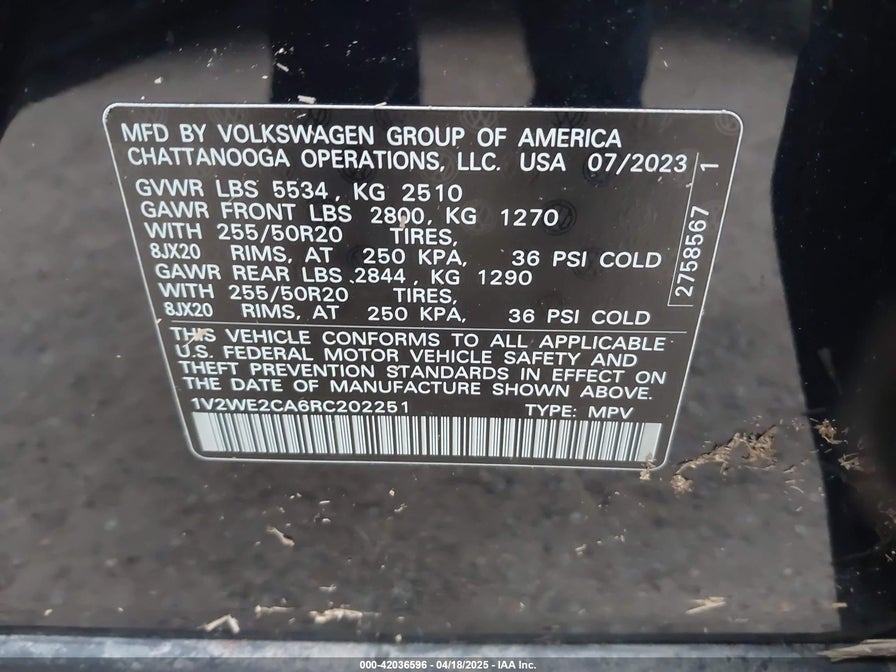 MFD BY VOLKSWAGEN GROUP OF AMERICA
CHATTANOOGA OPERATIONS, LLC. USA 07/2023
GVWR LBS 5534, KG 2510
GAWR FRONT LBS 2800, KG 1270
WITH 255/50R20 TIRES,
8JX20 RIMS, AT 250 KPA, 36 PSI COLD
GAWR REAR LBS 2844, KG 1290
WITH 255/50R20 TIRES,
8JX20 RIMS, AT 250 KPA, 36 PSI COLD
2758567 1
THIS VEHICLE CONFORMS TO ALL APPLICABLE
U.S. FEDERAL MOTOR VEHICLE SAFETY AND
THEFT PREVENTION STANDARDS IN EFFECT ON
THE DATE OF MANUFACTURE SHOWN ABOVE.
1V2WE2CA6RC202251 TYPE: MPV
000-42036596 - 04/18/2025 - IAA Inc.